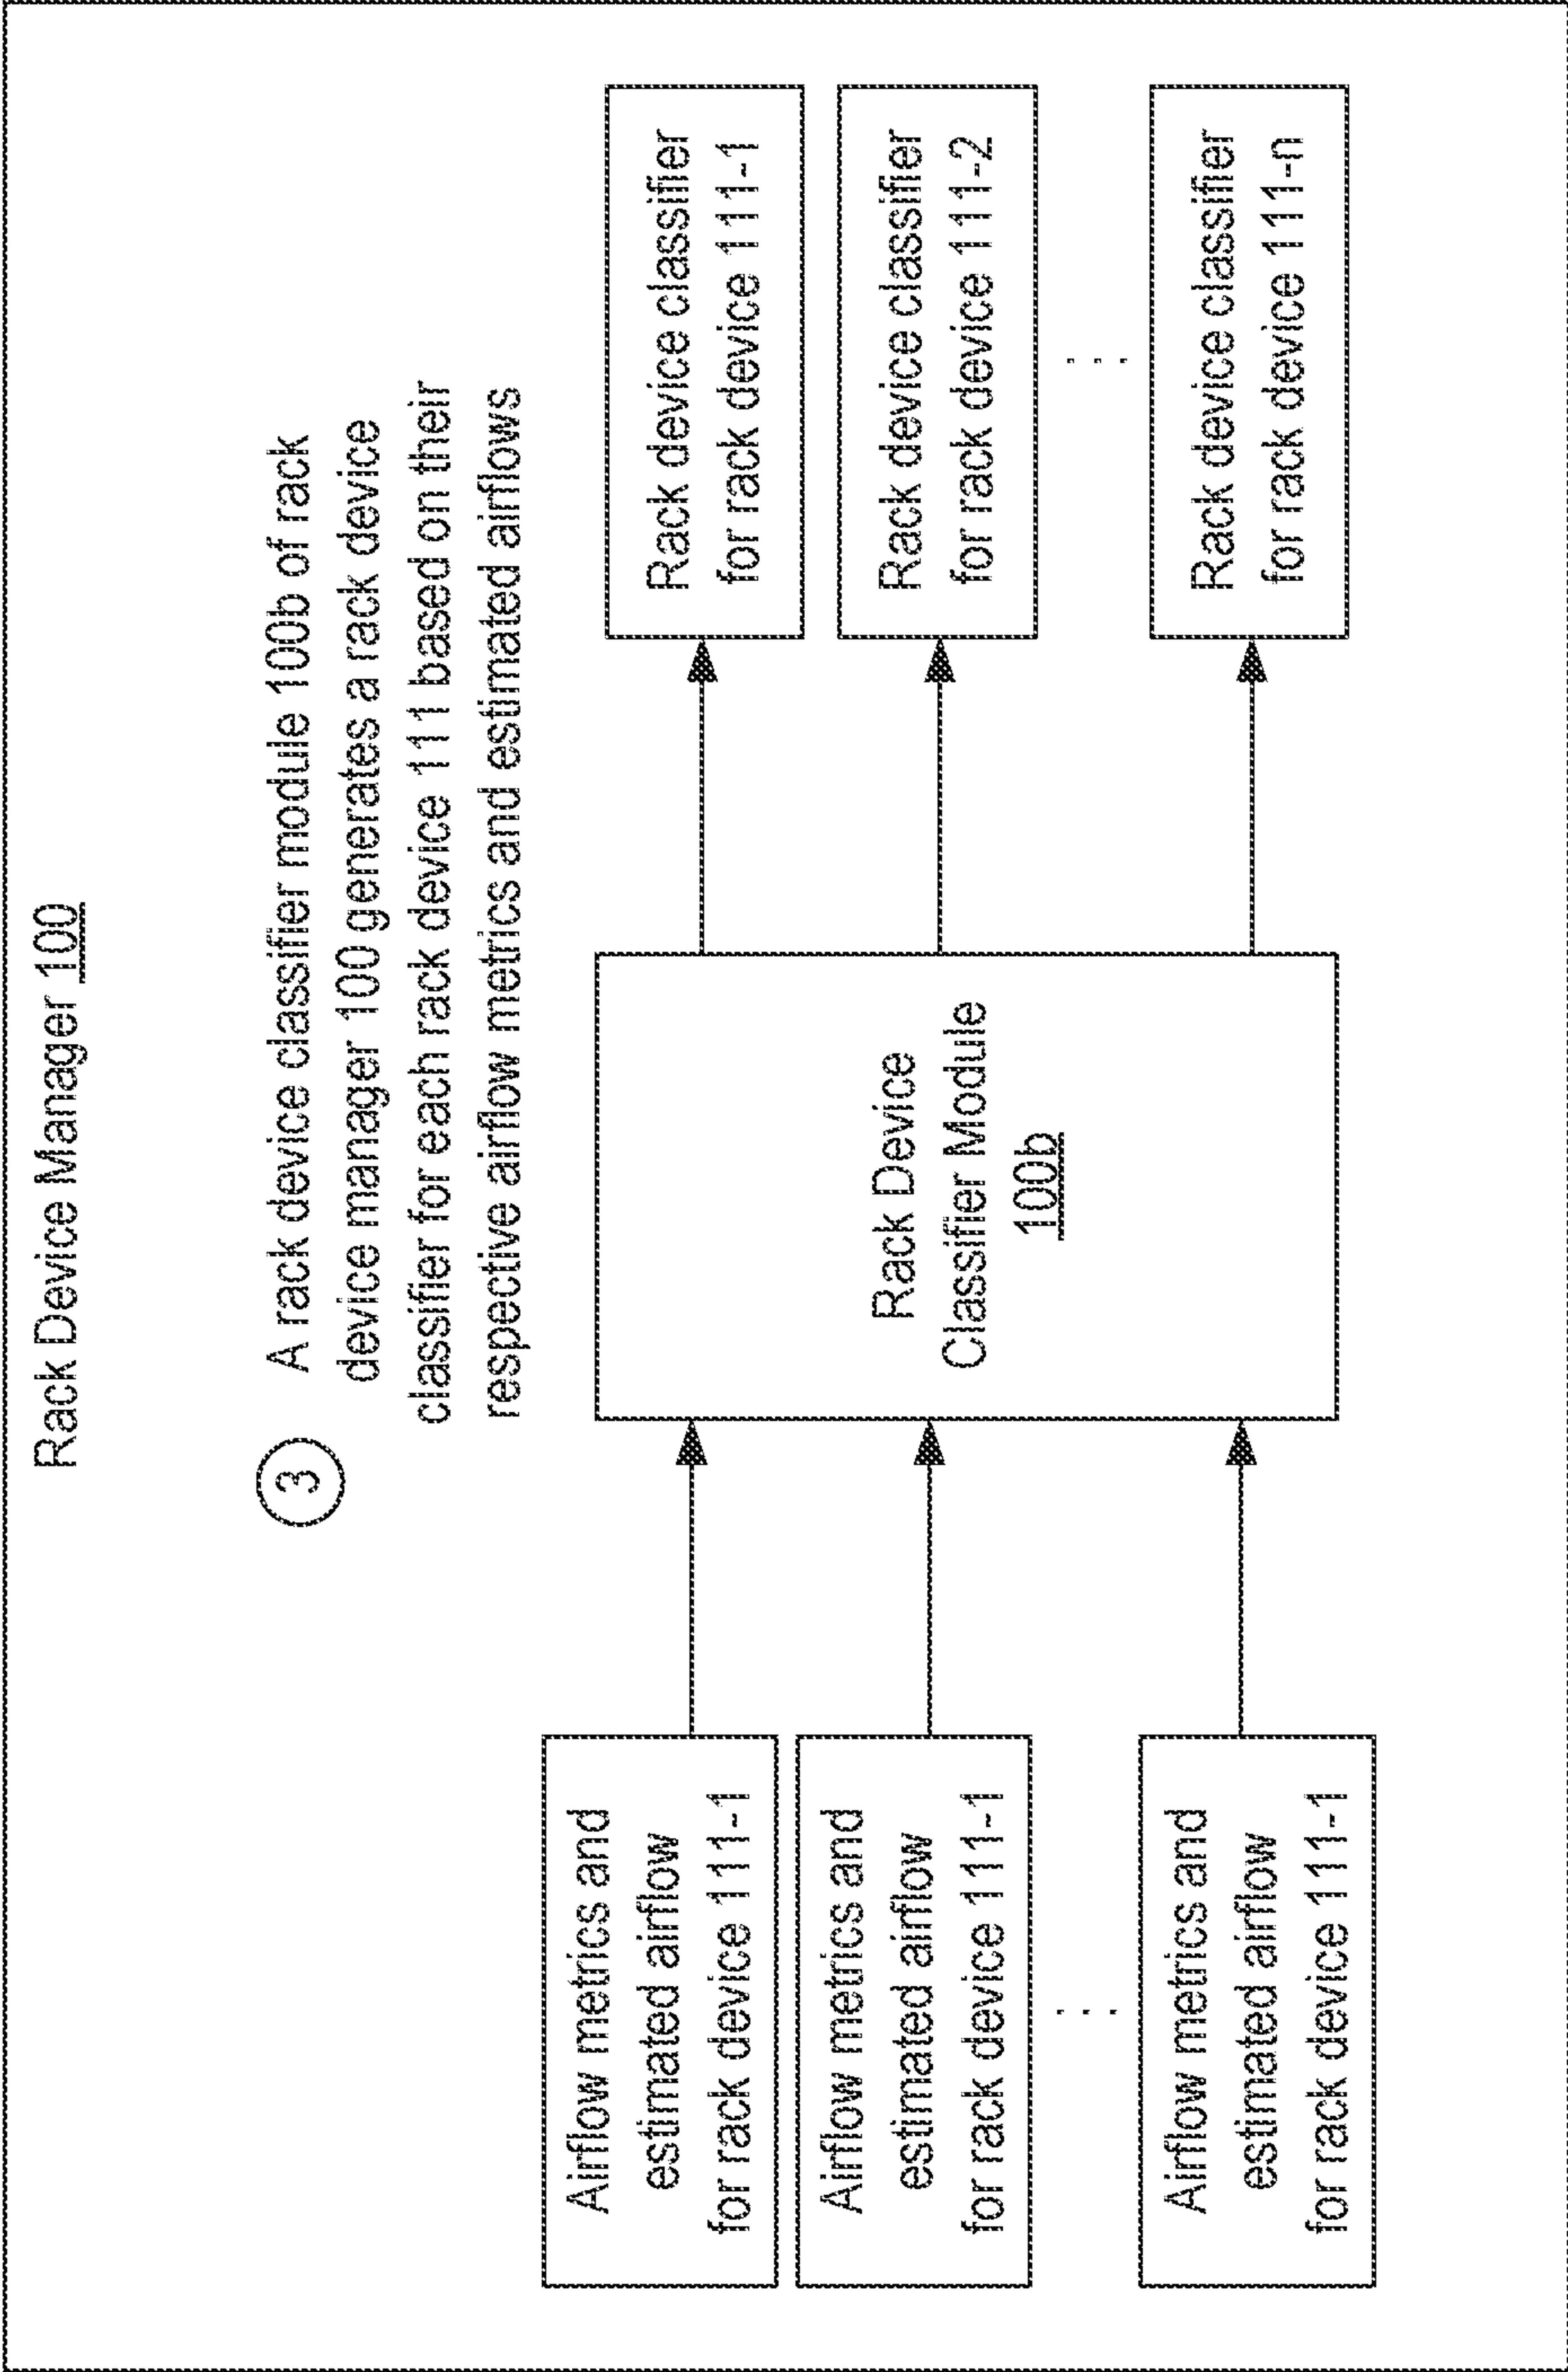 Rack Device Manager 100
3
A rack device classifier module 100b of rack
device manager 100 generates a rack device
classifier for each rack device 111 based on their
respective airflow metrics and estimated airflows
Airflow metrics and
estimated airflow
for rack device 111-1
Airflow metrics and
estimated airflow
for rack device 111-1
. . .
Airflow metrics and
estimated airflow
for rack device 111-1
Rack Device
Classifier Module
100b
Rack device classifier
for rack device 111-1
Rack device classifier
for rack device 111-2
. . .
Rack device classifier
for rack device 111-n